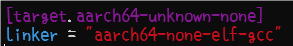 [target.aarch64-unknown-none]
linker = "aarch64-none-elf-gcc"